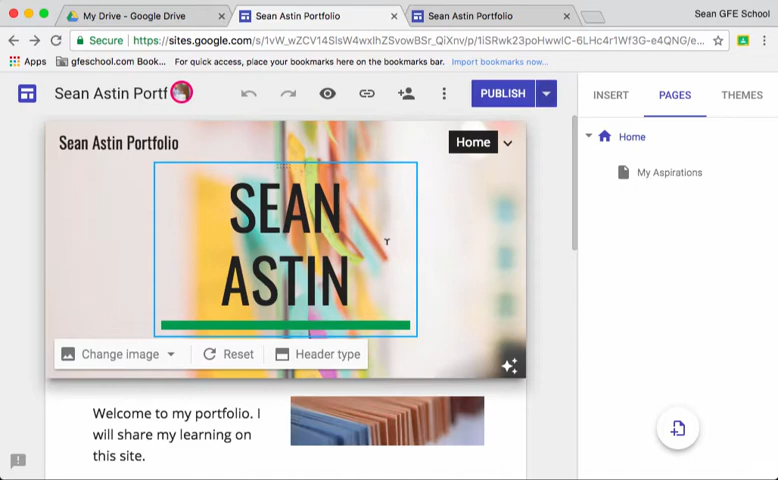 My Drive - Google Drive
Sean Astin Portfolio
Sean Astin Portfolio
Sean GFE School
Secure
https://sites.google.com/s/1vW_wZCV14SlsW4wxIhZSvowBSr_QiXnv/p/1iSRwk23poHwwlC-6LHc4r1Wf3G-e4QNG/e...
Apps
gfeschool.com Book...
For quick access, place your bookmarks here on the bookmarks bar.
Import bookmarks now...
Sean Astin Portf
PUBLISH
INSERT
PAGES
THEMES
Sean Astin Portfolio
Home
SEAN
ASTIN
Change image
Reset
Header type
Welcome to my portfolio. I
will share my learning on
this site.
Home
My Aspirations